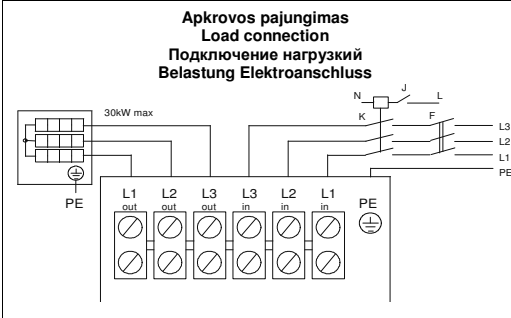 Apkrovos pajungimas
Load connection
Подключение нагрузкий
Belastung Elektroanschluss
N J L
30kW max
K F
L3
L2
L1
PE
PE
L1 L2 L3 L3 L2 L1 PE
out out out in in in